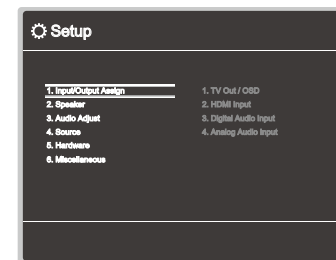 Setup
1. Input/Output Assign
2. Speaker
3. Audio Adjust
4. Source
5. Hardware
6. Miscellaneous
1. TV Out / OSD
2. HDMI Input
3. Digital Audio Input
4. Analog Audio Input